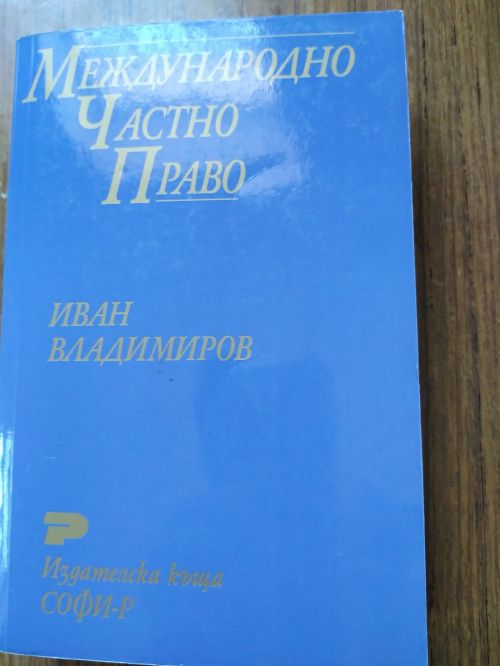 МЕЖДУНАРОДНО
ЧАСТНО
ПРАВО
ИВАН
ВЛАДИМИРОВ
Издателска къща
СОФИ-Р